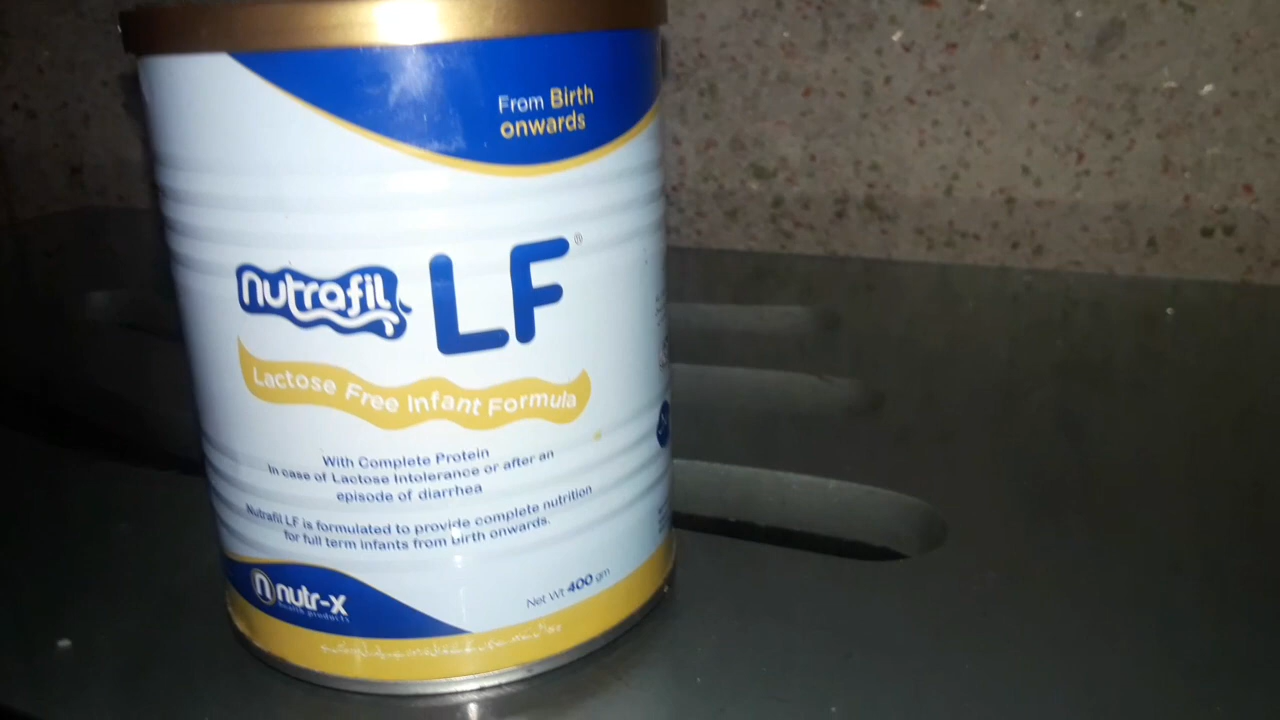 From Birth
onwards
nutrafil LF®
Lactose Free Infant Formula
With Complete Protein
In case of Lactose Intolerance or after an
episode of diarrhea
Nutrafil LF is formulated to provide complete nutrition
for full term infants from birth onwards.
nutr-x
health products
Net Wt 400 gm